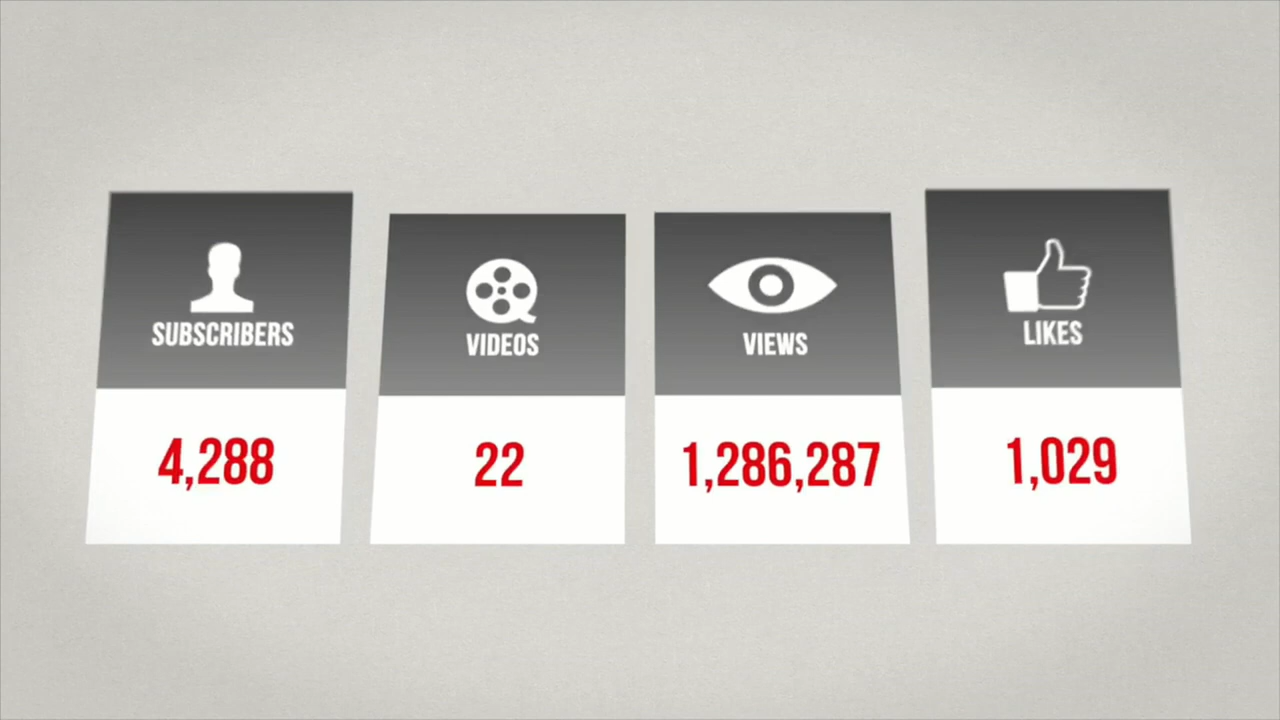 SUBSCRIBERS
4,288
VIDEOS
22
VIEWS
1,286,287
LIKES
1,029